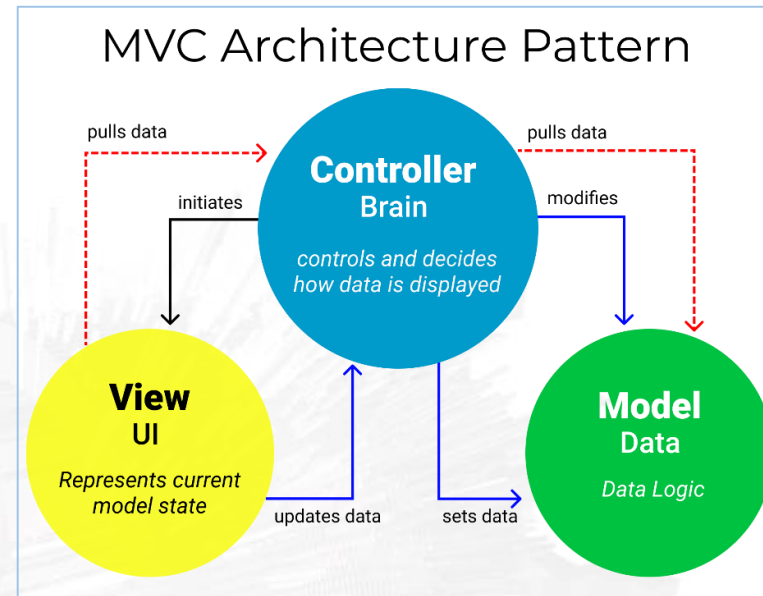 MVC Architecture Pattern
pulls data
pulls data
Controller
Brain
initiates
modifies
controls and decides
how data is displayed
View
UI
Represents current
model state
Model
Data
Data Logic
updates data
sets data